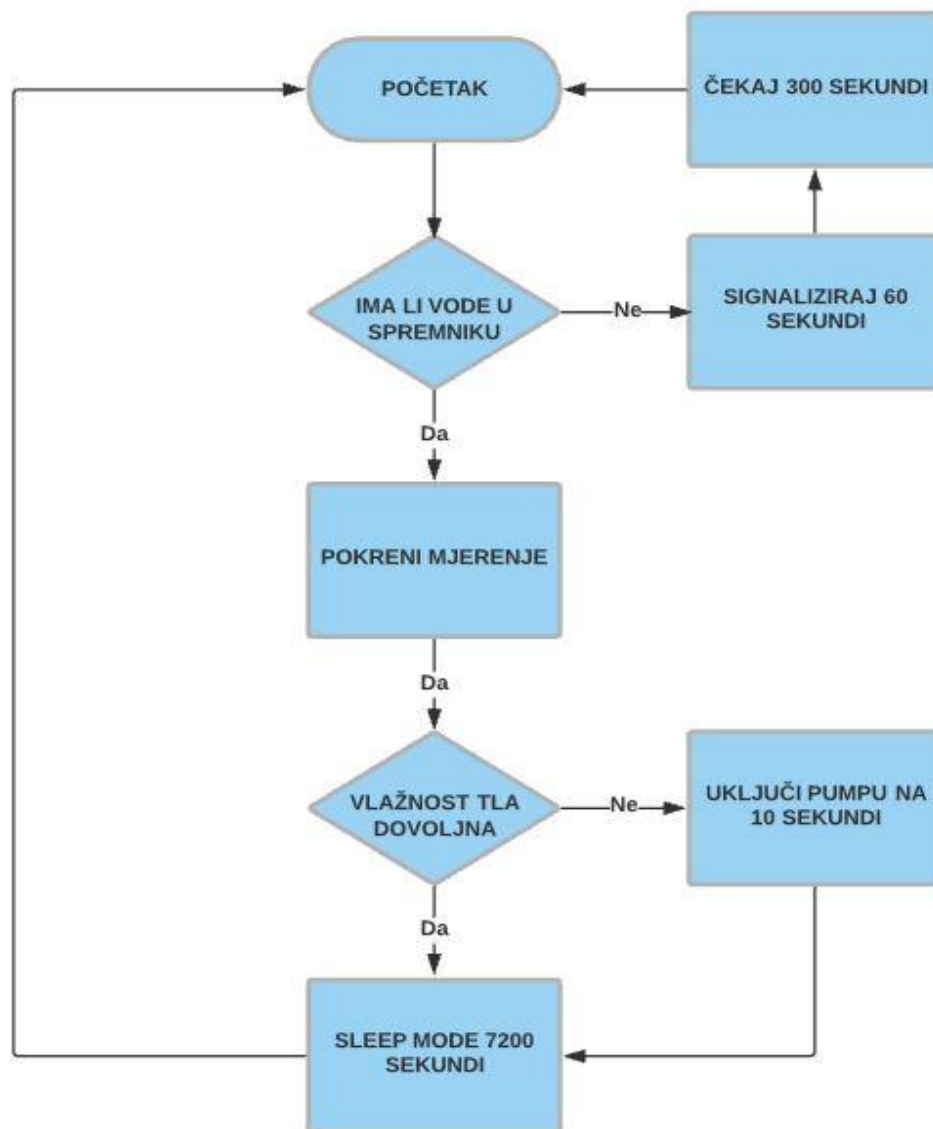 POČETAK
ČEKAJ 300 SEKUNDI
IMA LI VODE U
SPREMNIKU
Ne
SIGNALIZIRAJ 60
SEKUNDI
Da
POKRENI MJERENJE
Da
VLAŽNOST TLA
DOVOLJNA
Ne
UKLJUČI PUMPU NA
10 SEKUNDI
Da
SLEEP MODE 7200
SEKUNDI